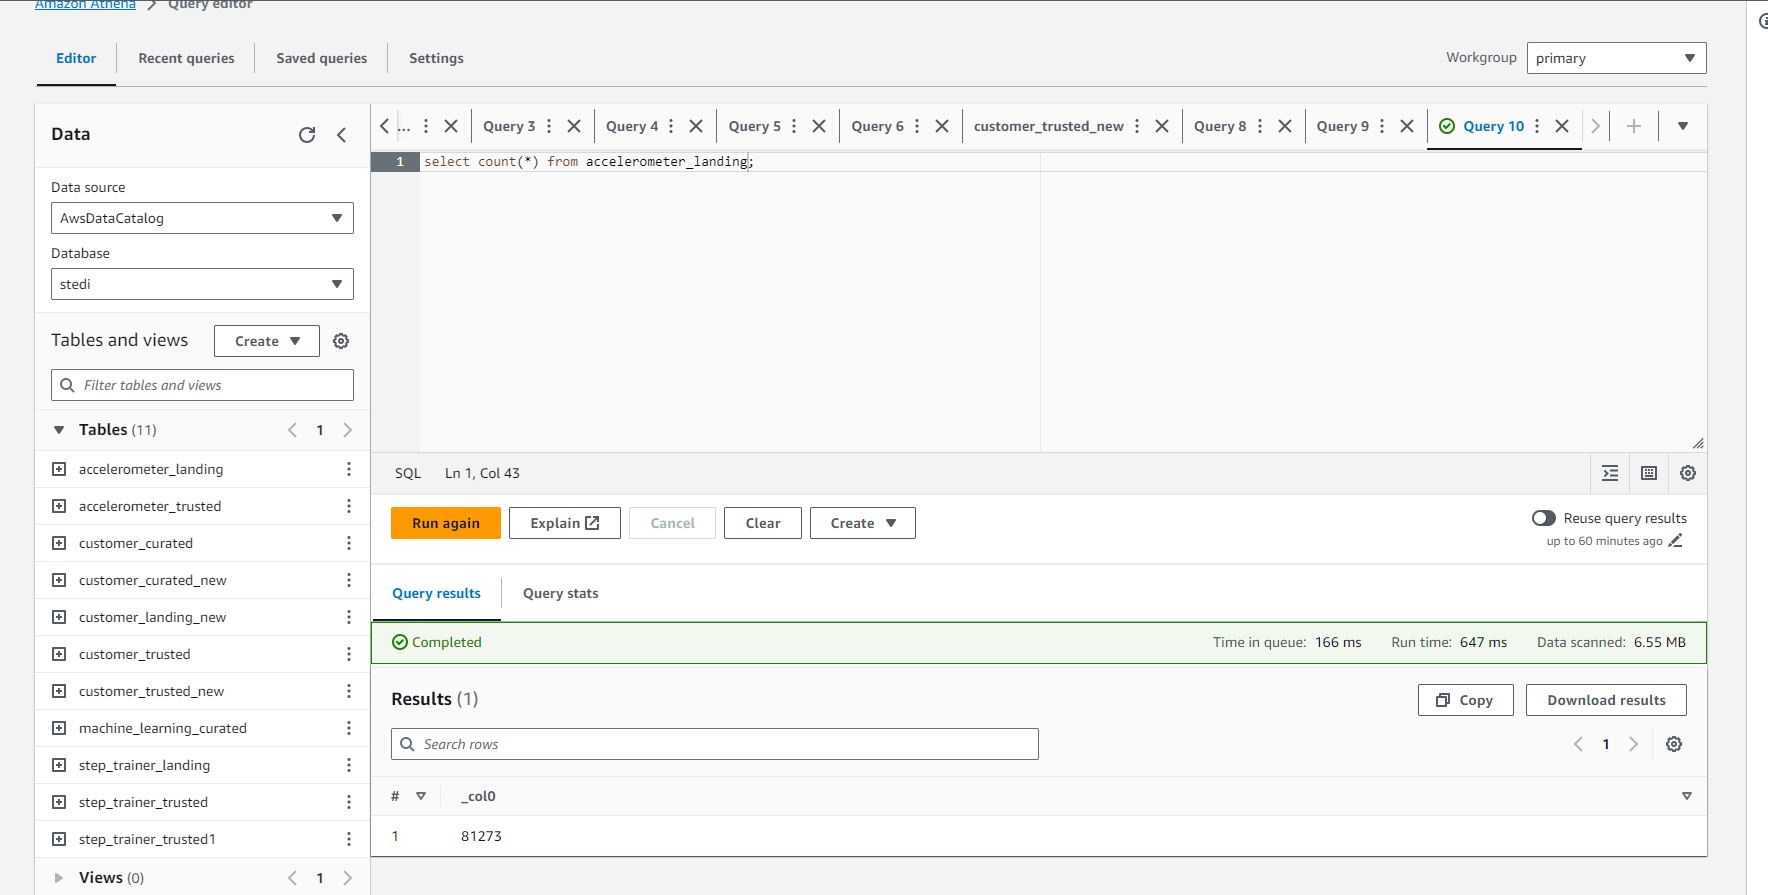 Amazon Athena > Query editor
Editor Recent queries Saved queries Settings
Workgroup primary
Data
Data source
AwsDataCatalog
Database
stedi
Tables and views Create
Filter tables and views
Tables (11) 1
accelerometer_landing
accelerometer_trusted
customer_curated
customer_curated_new
customer_landing_new
customer_trusted
customer_trusted_new
machine_learning_curated
step_trainer_landing
step_trainer_trusted
step_trainer_trusted1
Views (0) 1
... Query 3 Query 4 Query 5 Query 6 customer_trusted_new Query 8 Query 9 Query 10
1 select count(*) from accelerometer_landing;
SQL Ln 1, Col 43
Run again Explain Cancel Clear Create
Reuse query results
up to 60 minutes ago
Query results Query stats
Completed Time in queue: 166 ms Run time: 647 ms Data scanned: 6.55 MB
Results (1) Copy Download results
Search rows 1
# _col0
1 81273